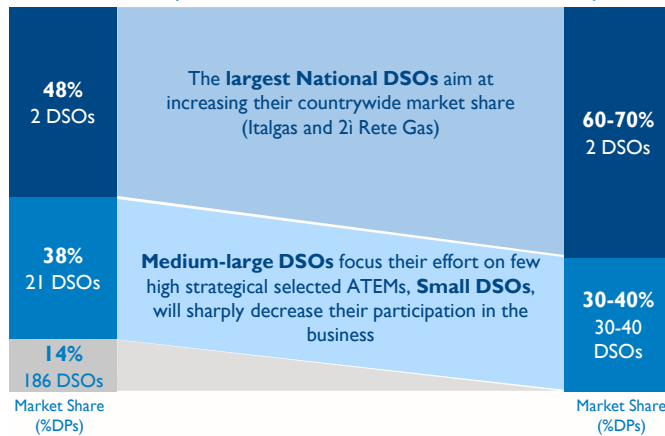 48%
2 DSOs
The largest National DSOs aim at
increasing their countrywide market share
(Italgas and 2i Rete Gas)
60-70%
2 DSOs
38%
21 DSOs
Medium-large DSOs focus their effort on few
high strategical selected ATEMs, Small DSOs,
will sharply decrease their participation in the
business
30-40%
30-40
DSOs
14%
186 DSOs
Market Share
(%DPs)
Market Share
(%DPs)